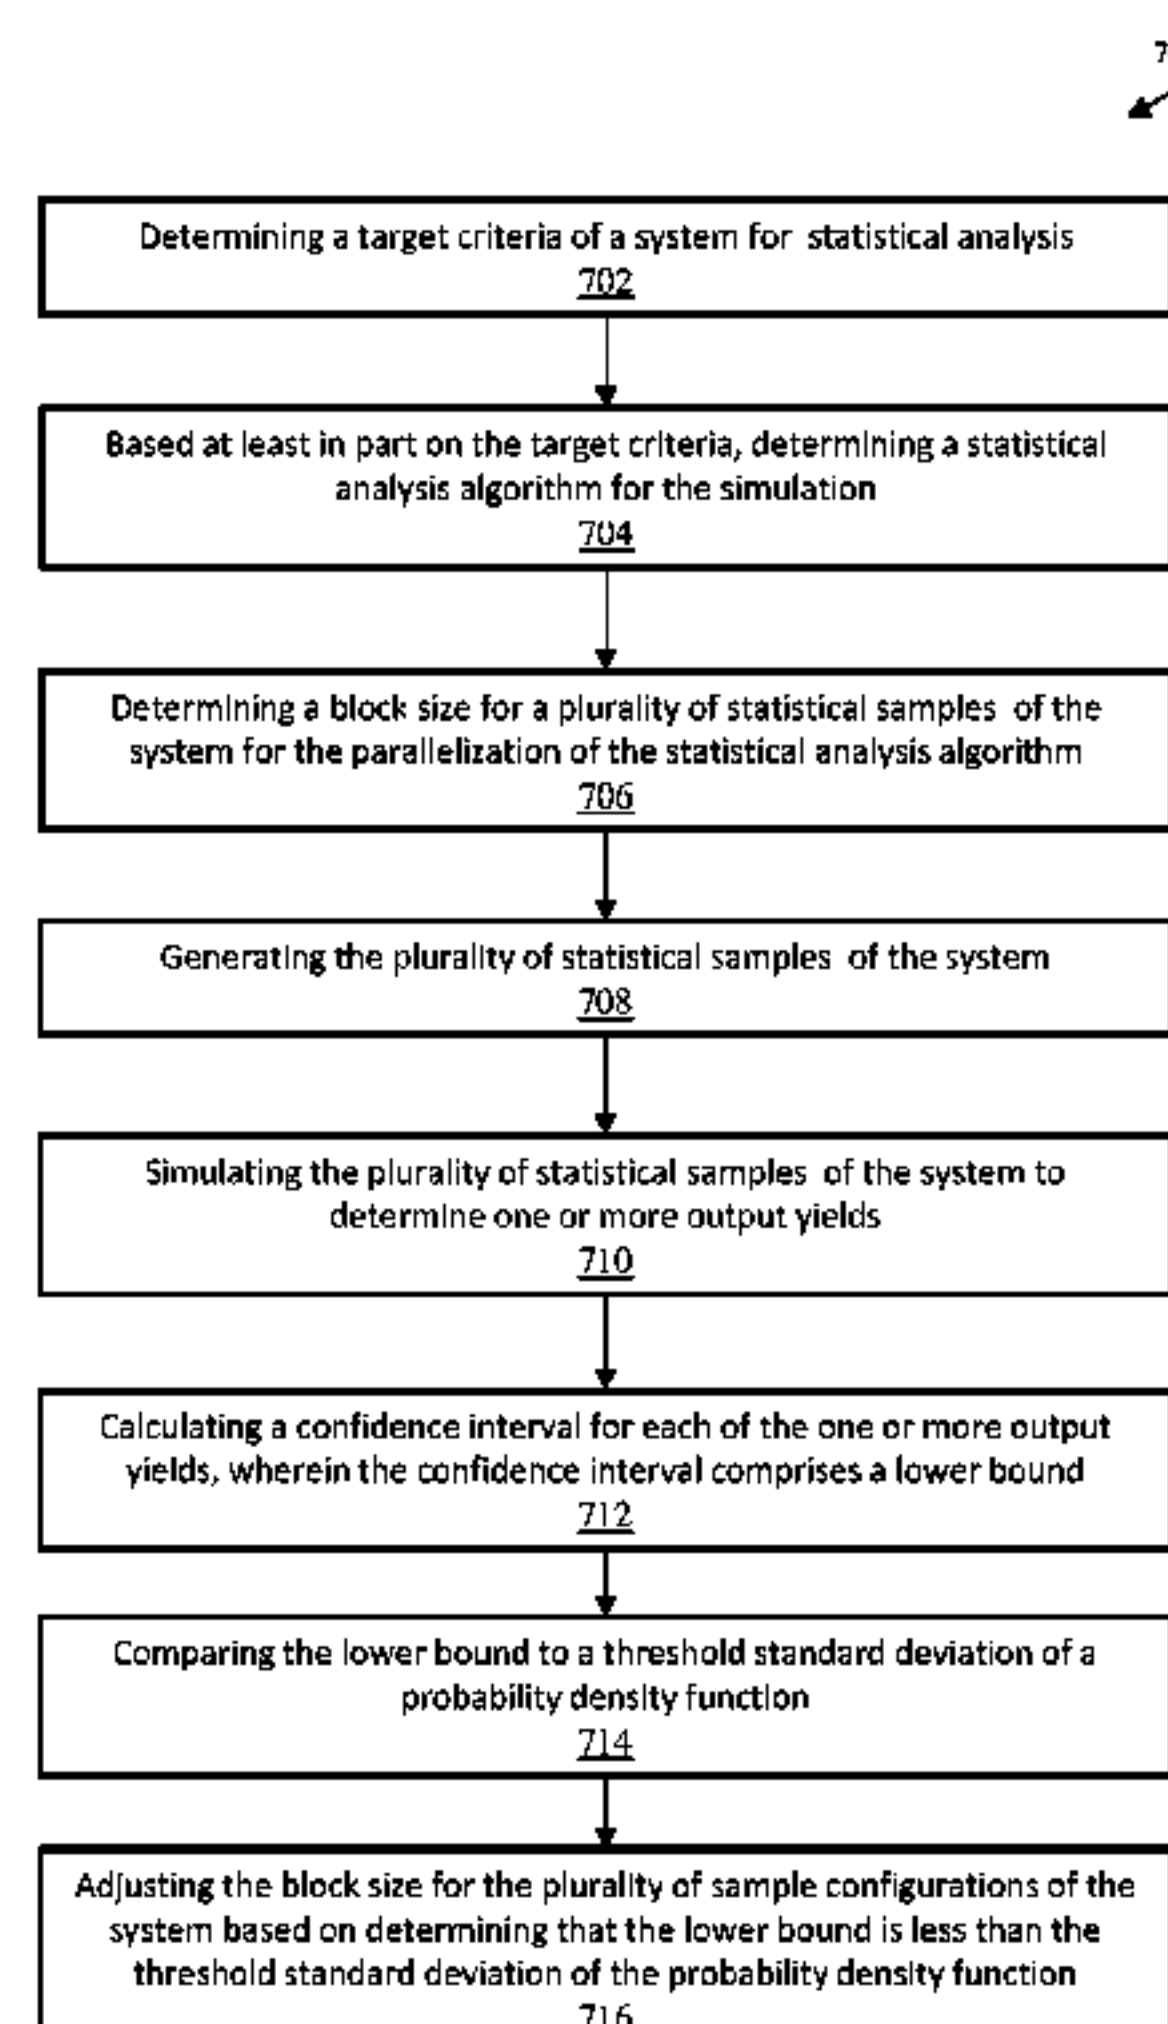 7
Determining a target criteria of a system for statistical analysis
702
Based at least in part on the target criteria, determining a statistical
analysis algorithm for the simulation
704
Determining a block size for a plurality of statistical samples of the
system for the parallelization of the statistical analysis algorithm
706
Generating the plurality of statistical samples of the system
708
Simulating the plurality of statistical samples of the system to
determine one or more output yields
710
Calculating a confidence interval for each of the one or more output
yields, wherein the confidence interval comprises a lower bound
712
Comparing the lower bound to a threshold standard deviation of a
probability density function
714
Adjusting the block size for the plurality of sample configurations of the
system based on determining that the lower bound is less than the
threshold standard deviation of the probability density function
716